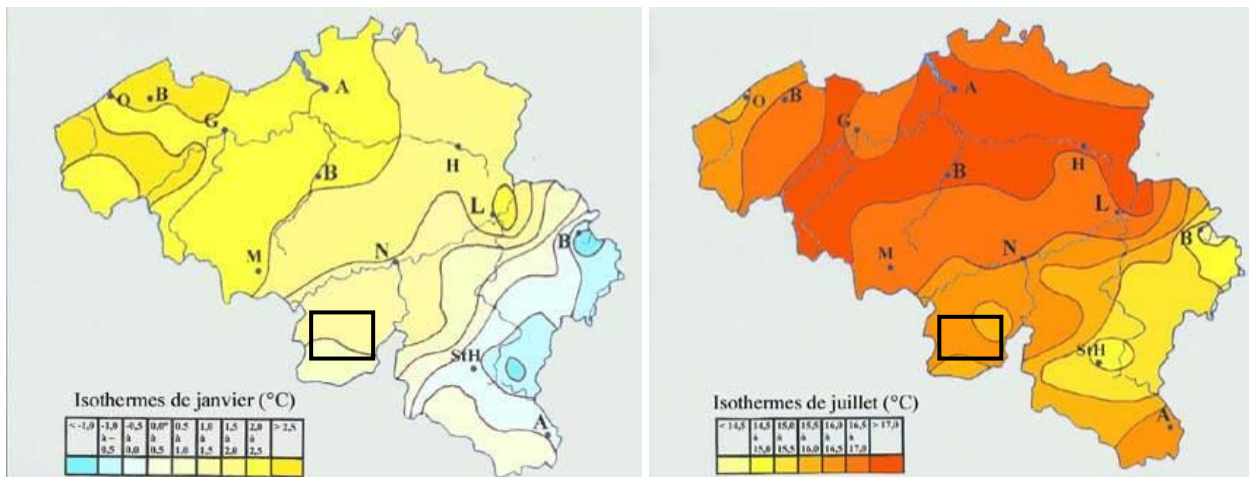 O B A
G
B H
L
B
M N
StH
A
Isothermes de janvier (°C)
< -1,0 -1,0 à – 0,5 -0,5 à 0,0 0,0° à 0,5 0.5 à 1.0 1,0 à 1,5 1,5 à 2,0 2,0 à 2,5 > 2,5
O B A
G
B H
L
B
M N
StH
A
Isothermes de juillet (°C)
< 14,5 14,5 à 15,0 15,0 à 15,5 15,5 à 16,0 16,0 à 16,5 16,5 à 17,0 > 17,0